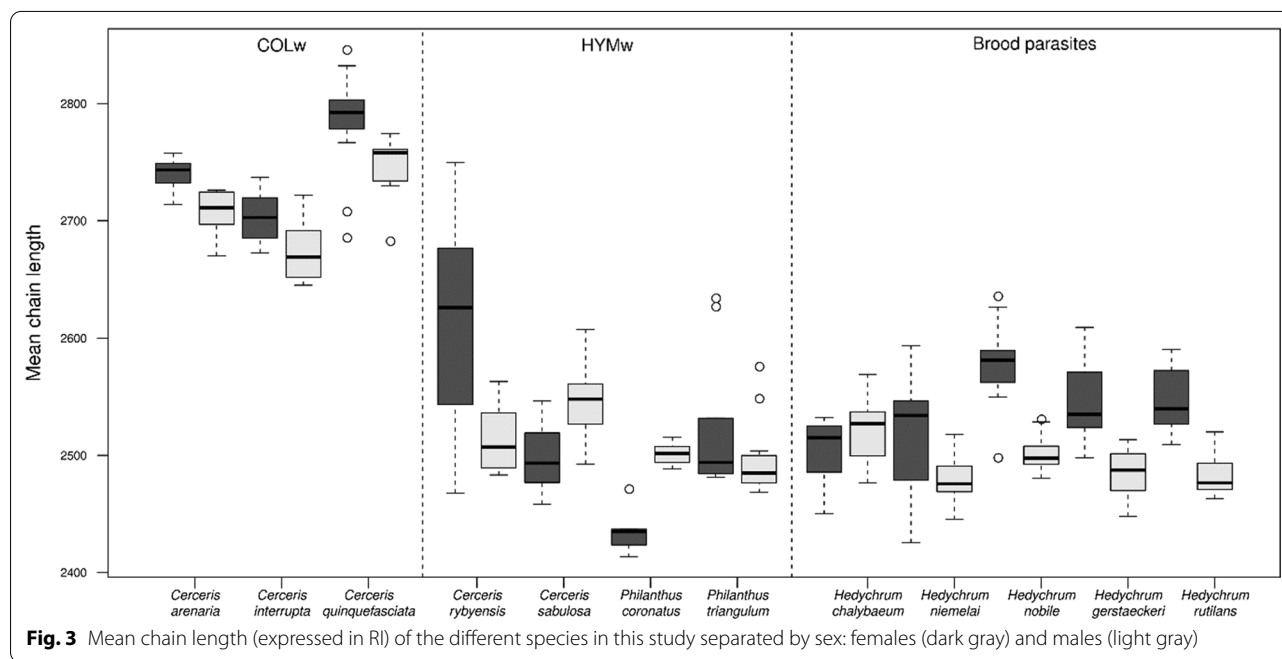 COLw HYMw Brood parasites
Mean chain length
2800
2700
2600
2500
2400
Cerceris arenaria
Cerceris interrupta
Cerceris quinquefasciata
Cerceris rybyensis
Cerceris sabulosa
Philanthus coronatus
Philanthus triangulum
Hedychrum chalybaeum
Hedychrum niemelai
Hedychrum nobile
Hedychrum gerstaeckeri
Hedychrum rutilans
Fig. 3 Mean chain length (expressed in RI) of the different species in this study separated by sex: females (dark gray) and males (light gray)